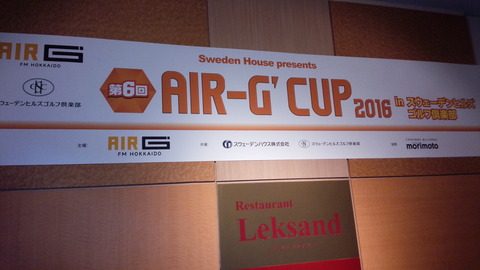 AIR G'
FM HOKKAIDO
スウェーデンヒルズゴルフ倶楽部
Sweden House presents
第6回
AIR-G' CUP 2016
in スウェーデンヒルズ
ゴルフ倶楽部
主催:
AIR G'
FM HOKKAIDO
スウェーデンハウス株式会社
スウェーデンヒルズゴルフ倶楽部
morimoto
Restaurant
Leksand